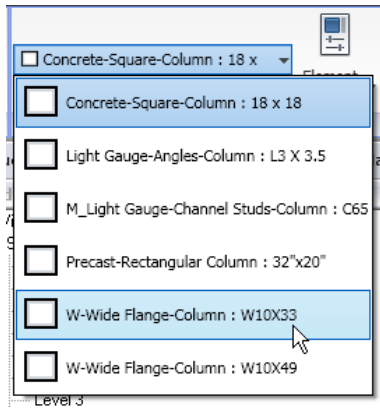 Concrete-Square-Column : 18 x
Element
Concrete-Square-Column : 18 x 18
Light Gauge-Angles-Column : L3 X 3.5
M_Light Gauge-Channel Studs-Column : C65
Precast-Rectangular Column : 32"x20"
W-Wide Flange-Column : W10X33
W-Wide Flange-Column : W10X49
Level 3